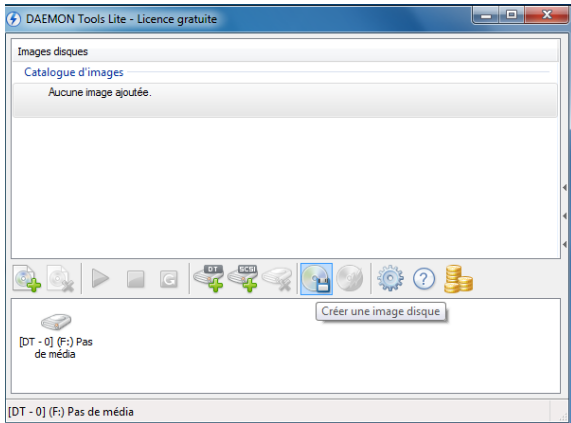 DAEMON Tools Lite - Licence gratuite
Images disques
Catalogue d'images
Aucune image ajoutée.
DT
SCSI
G
?
Créer une image disque
[DT - 0] (F:) Pas
de média
[DT - 0] (F:) Pas de média